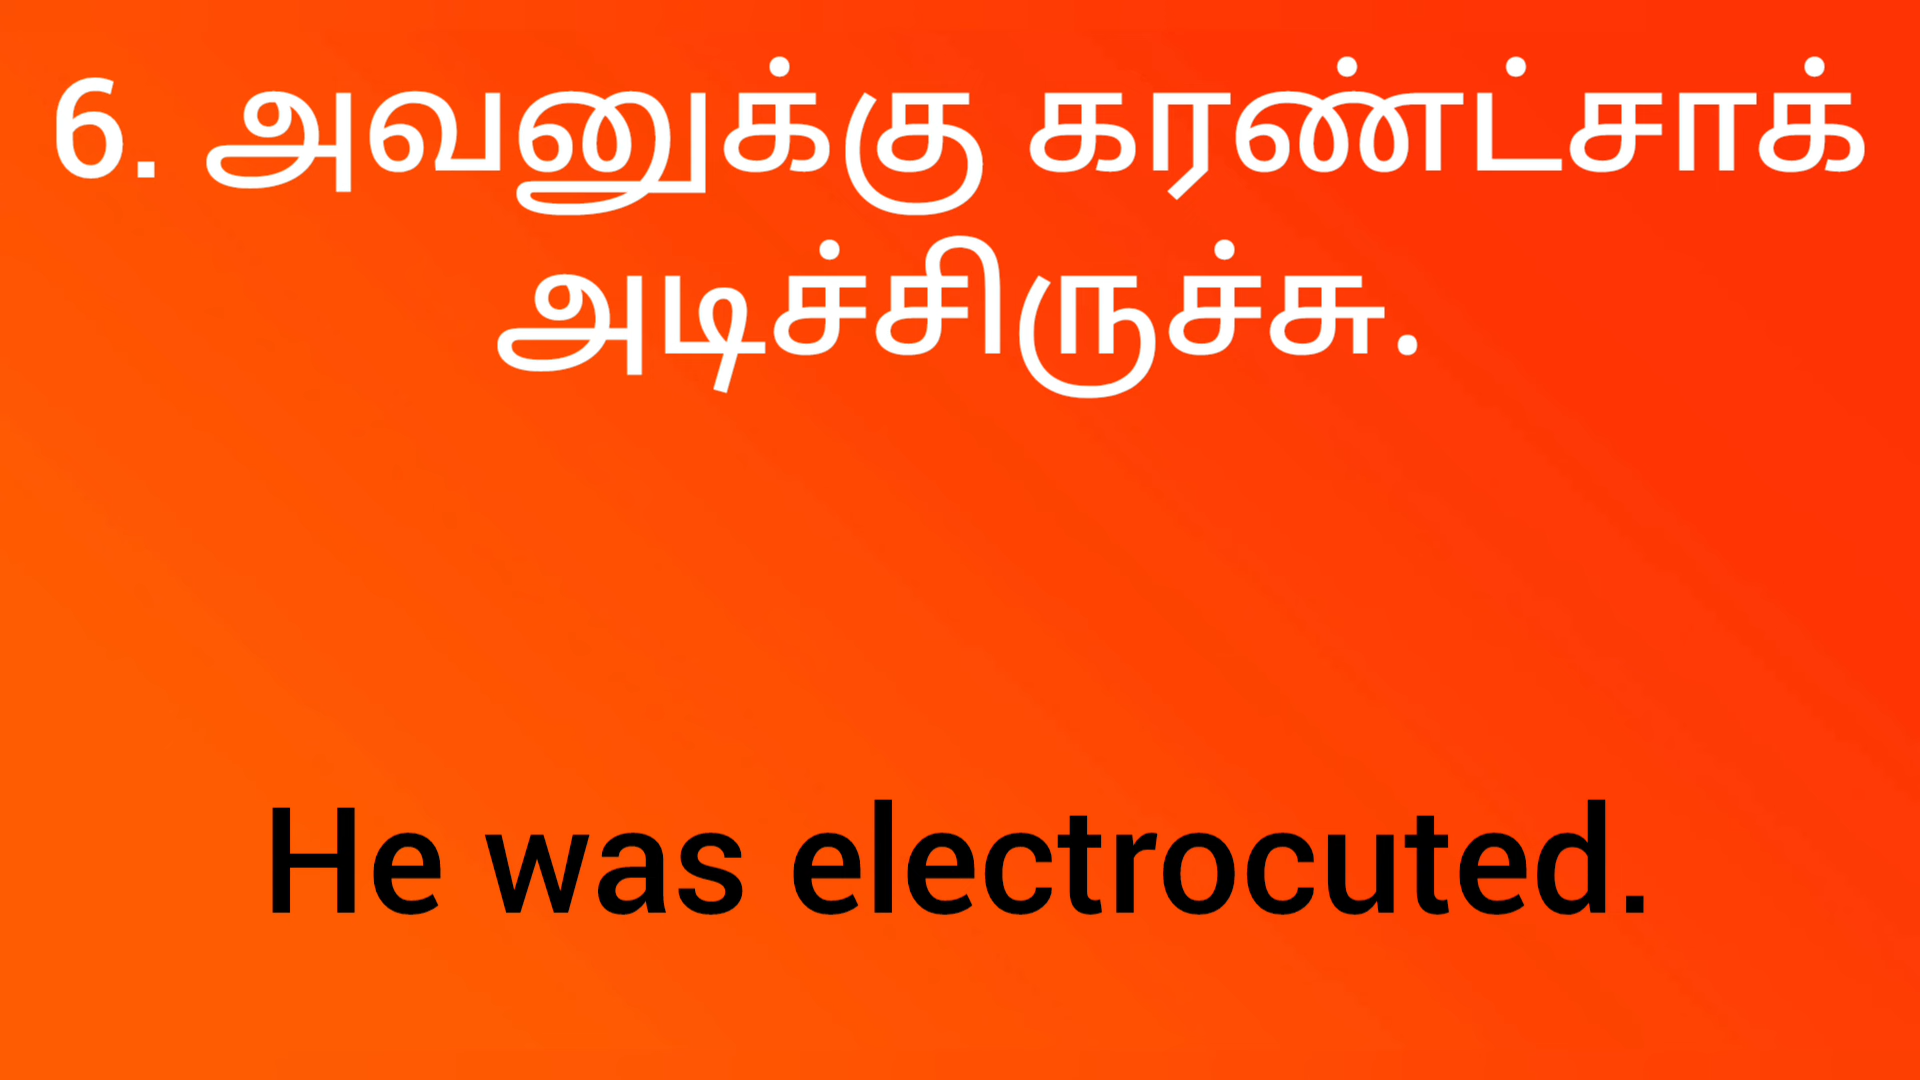 6. அவனுக்கு கரண்ட்சாக்
அடிச்சிருச்சு.
He was electrocuted.